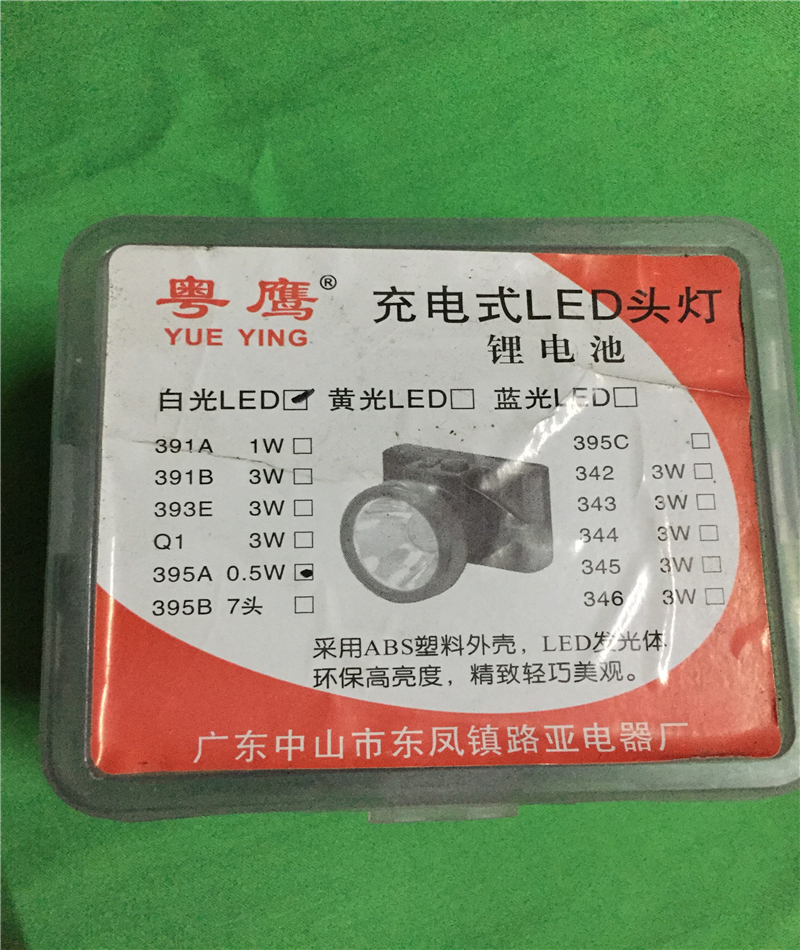 粤鹰®
YUE YING
充电式LED头灯
锂电池
白光LED☑ 黄光LED□ 蓝光LED□
391A 1W□
391B 3W□
393E 3W□
Q1 3W□
395A 0.5W☑
395B 7头□
395C □
342 3W□
343 3W□
344 3W□
345 3W□
346 3W□
采用ABS塑料外壳，LED发光体
环保高亮度，精致轻巧美观。
广东中山市东凤镇路亚电器厂